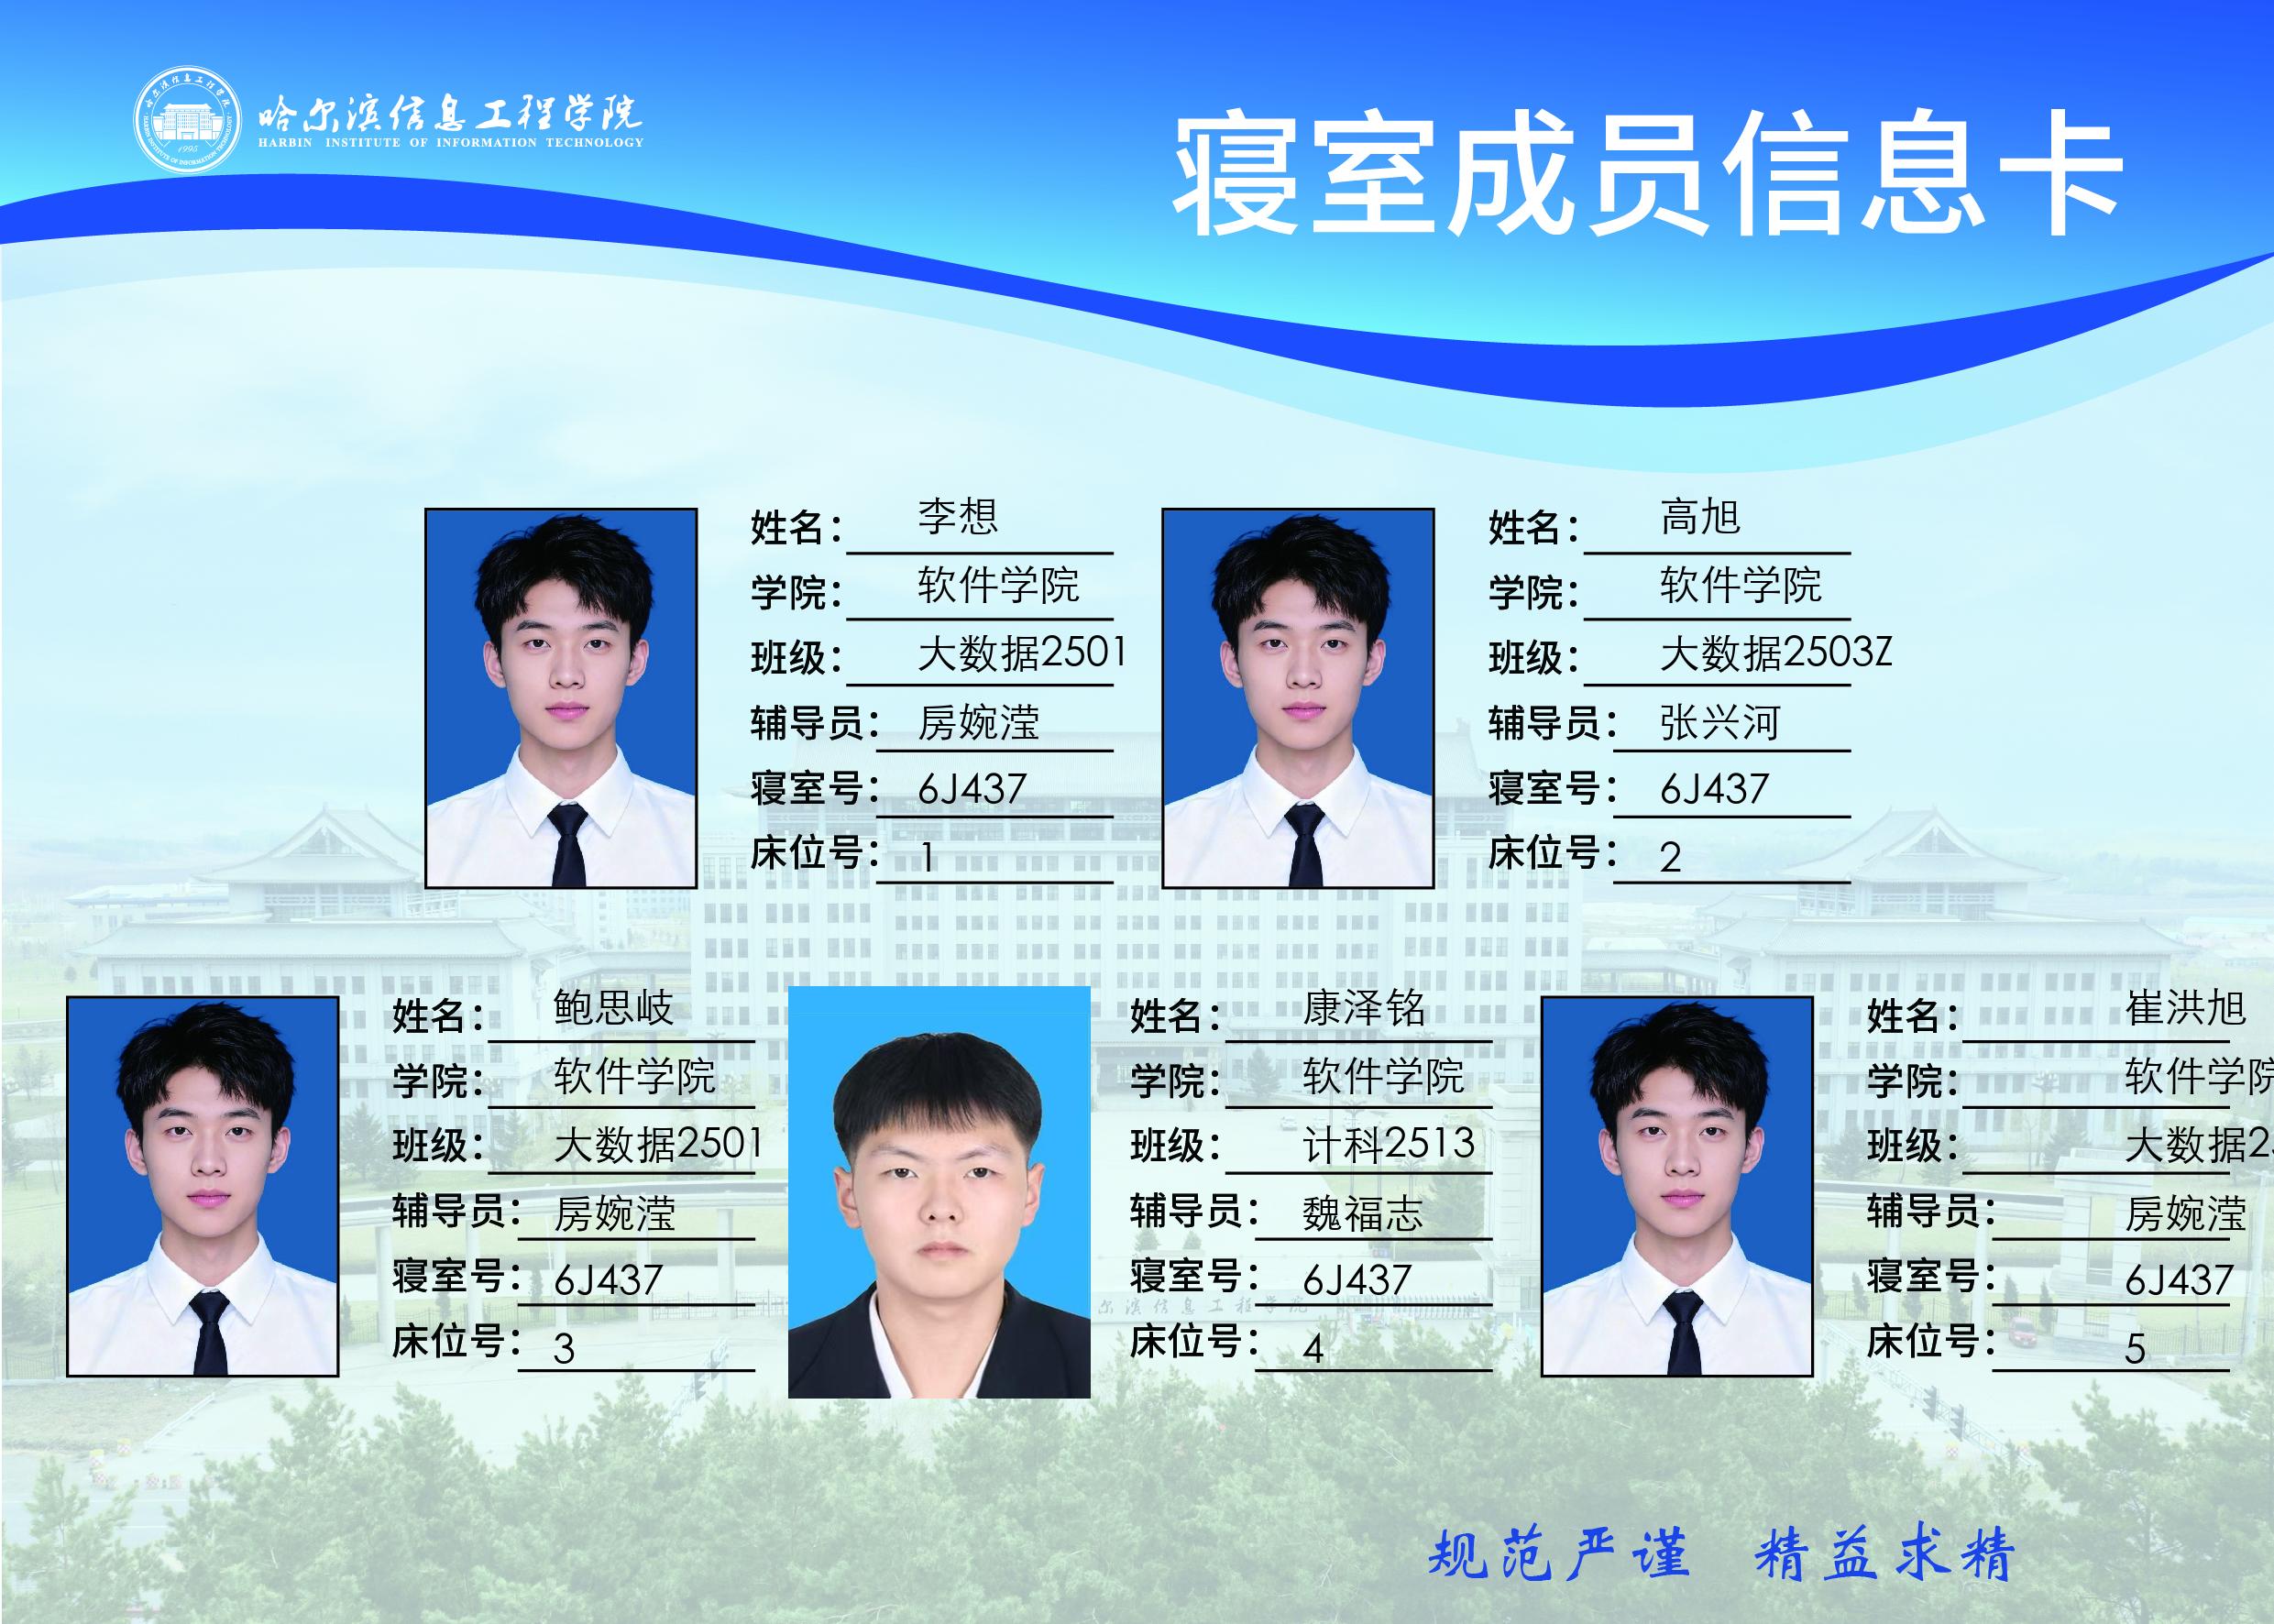 哈尔滨信息工程学院
HARBIN INSTITUTE OF INFORMATION TECHNOLOGY
1995
寝室成员信息卡
姓名： 李想
学院： 软件学院
班级： 大数据2501
辅导员： 房婉滢
寝室号： 6J437
床位号： 1
姓名： 高旭
学院： 软件学院
班级： 大数据2503Z
辅导员： 张兴河
寝室号： 6J437
床位号： 2
姓名： 鲍思岐
学院： 软件学院
班级： 大数据2501
辅导员： 房婉滢
寝室号： 6J437
床位号： 3
姓名： 康泽铭
学院： 软件学院
班级： 计科2513
辅导员： 魏福志
寝室号： 6J437
床位号： 4
姓名： 崔洪旭
学院： 软件学院
班级： 大数据2
辅导员： 房婉滢
寝室号： 6J437
床位号： 5
尔滨信息工程学院
规范严谨 精益求精